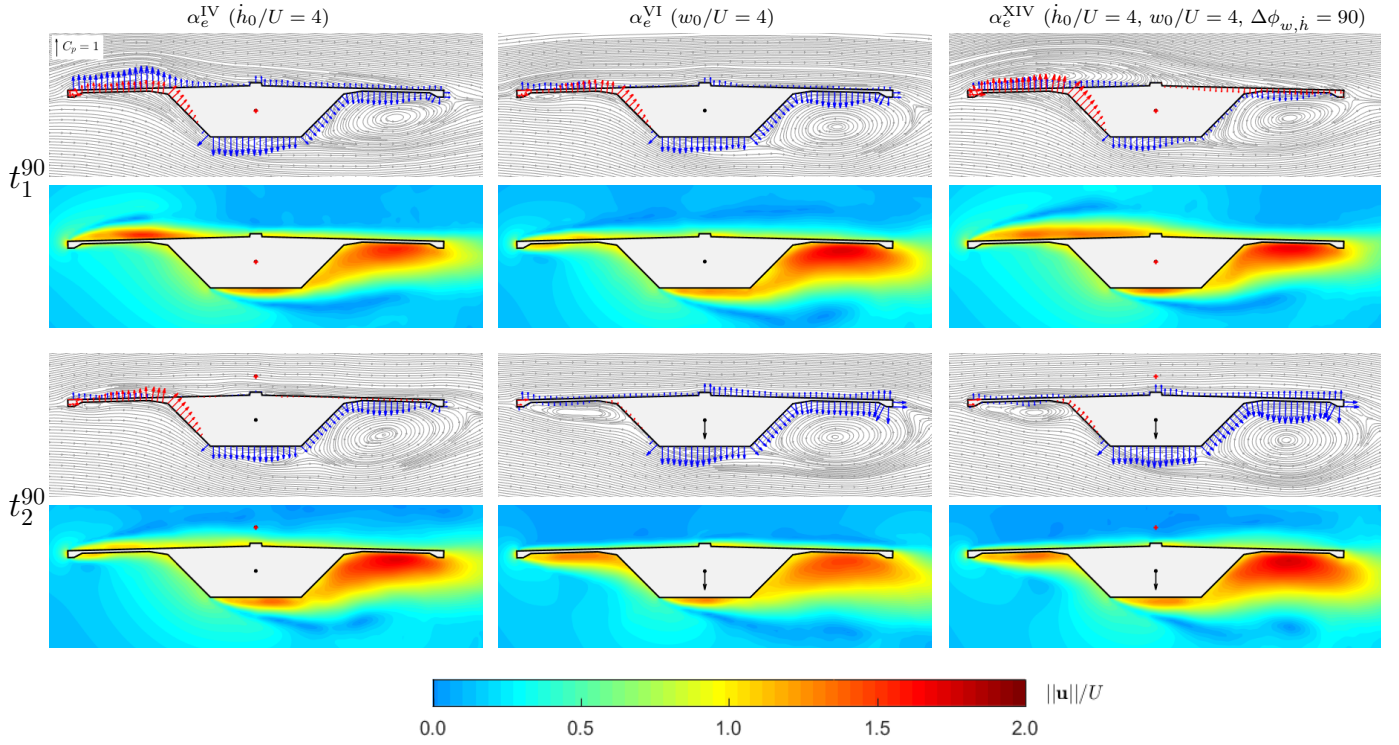 α_e^IV (ḣ_0/U = 4)
α_e^VI (w_0/U = 4)
α_e^XIV (ḣ_0/U = 4, w_0/U = 4, Δϕ_{w,ḣ} = 90)
C_p = 1
t_1^90
t_2^90
||u||/U
0.0 0.5 1.0 1.5 2.0